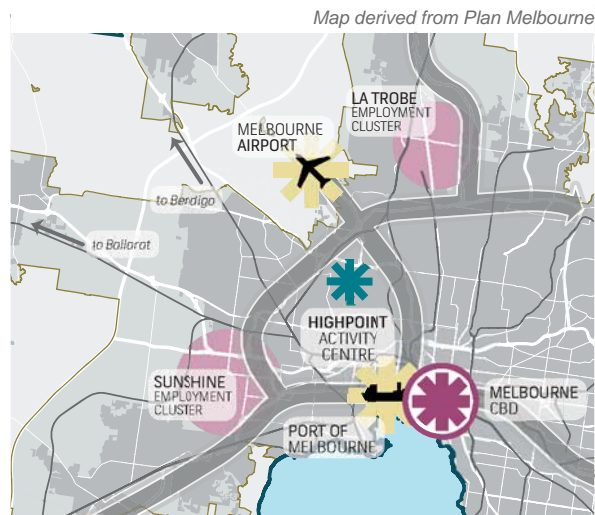 Map derived from Plan Melbourne
LA TROBE
EMPLOYMENT
CLUSTER
MELBOURNE
AIRPORT
to Berdigo
to Ballarat
HIGHPOINT
ACTIVITY
CENTRE
SUNSHINE
EMPLOYMENT
CLUSTER
MELBOURNE
CBD
PORT OF
MELBOURNE